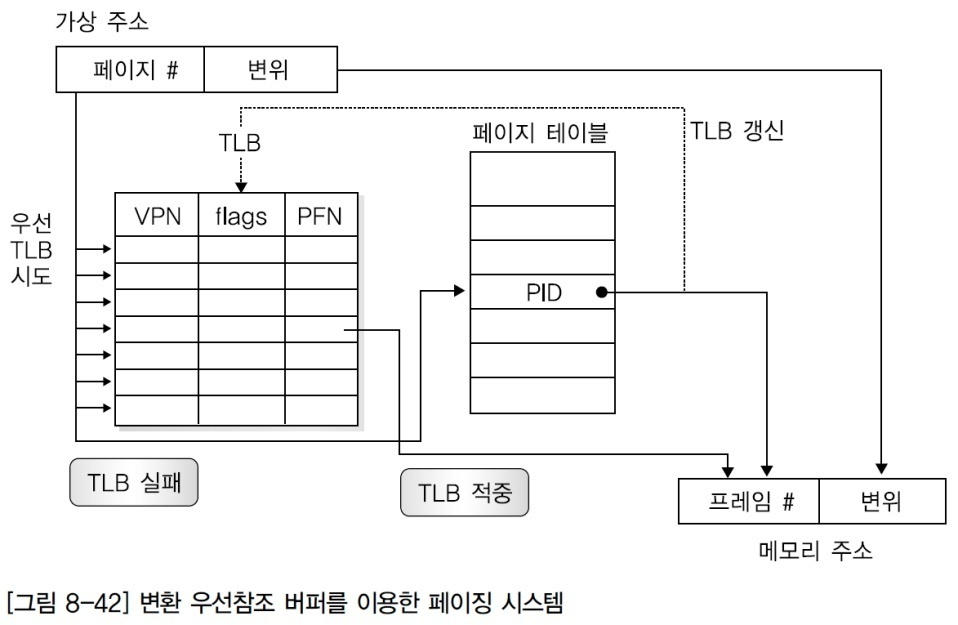 가상 주소
페이지 #
변위
TLB
페이지 테이블
TLB 갱신
VPN
flags
PFN
우선
TLB
시도
PID
TLB 실패
TLB 적중
프레임 #
변위
메모리 주소
[그림 8-42] 변환 우선참조 버퍼를 이용한 페이징 시스템